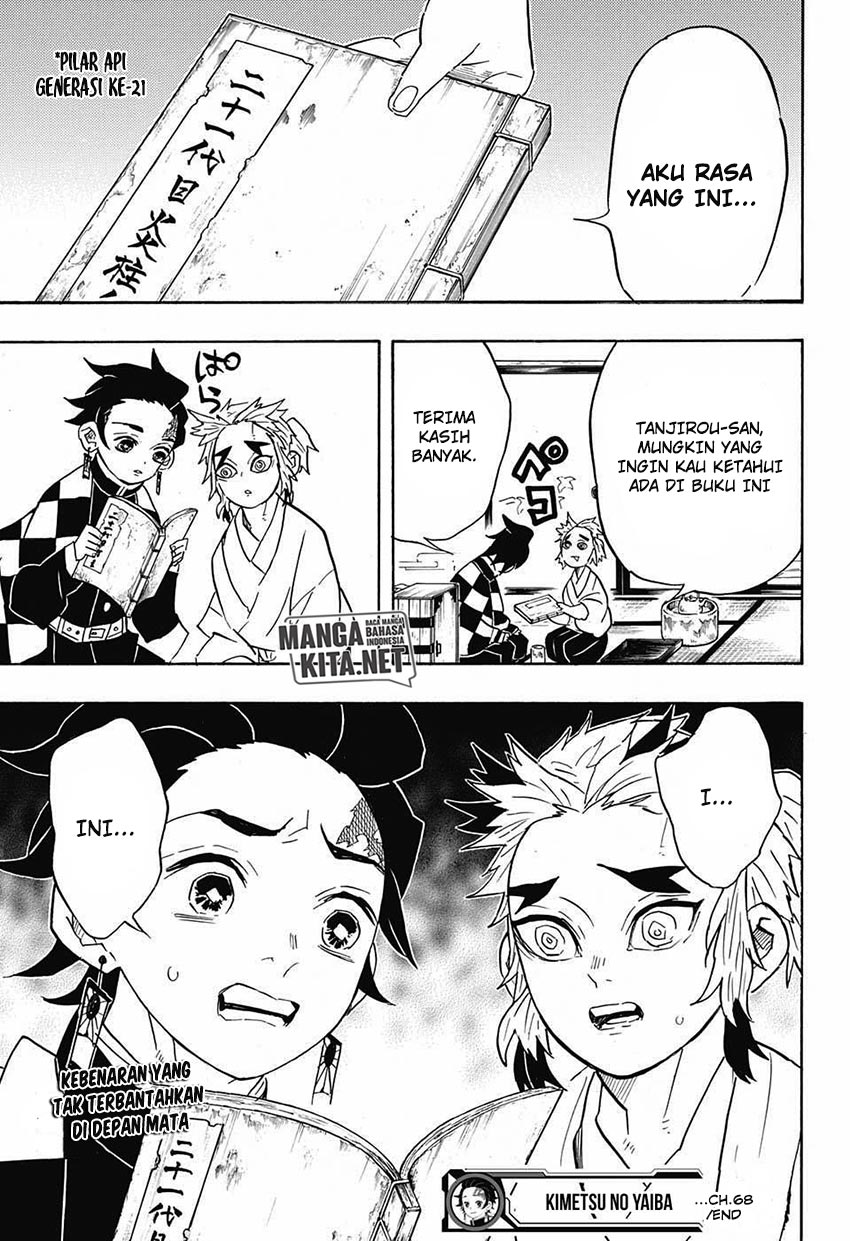 AKU RASA
YANG INI...
*PILAR API
GENERASI KE-21
二十一代目炎柱
TANJIROU-SAN,
MUNGKIN YANG
INGIN KAU KETAHUI
ADA DI BUKU INI
ペコ
TERIMA
KASIH
BANYAK.
ぱら
MANGA
KITA.NET
BACA MANGA
BAHASA
INDONESIA
I...
INI...
KEBENARAN YANG
TAK TERBANTAHKAN
DI DEPAN MATA
二十一代目
KIMETSU NO YAIBA
...CH.68
/END